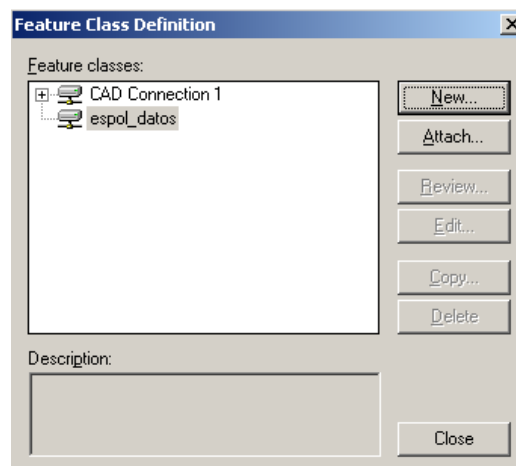 Feature Class Definition
Feature classes:
CAD Connection 1
espol_datos
New...
Attach...
Review...
Edit...
Copy...
Delete
Description:
Close